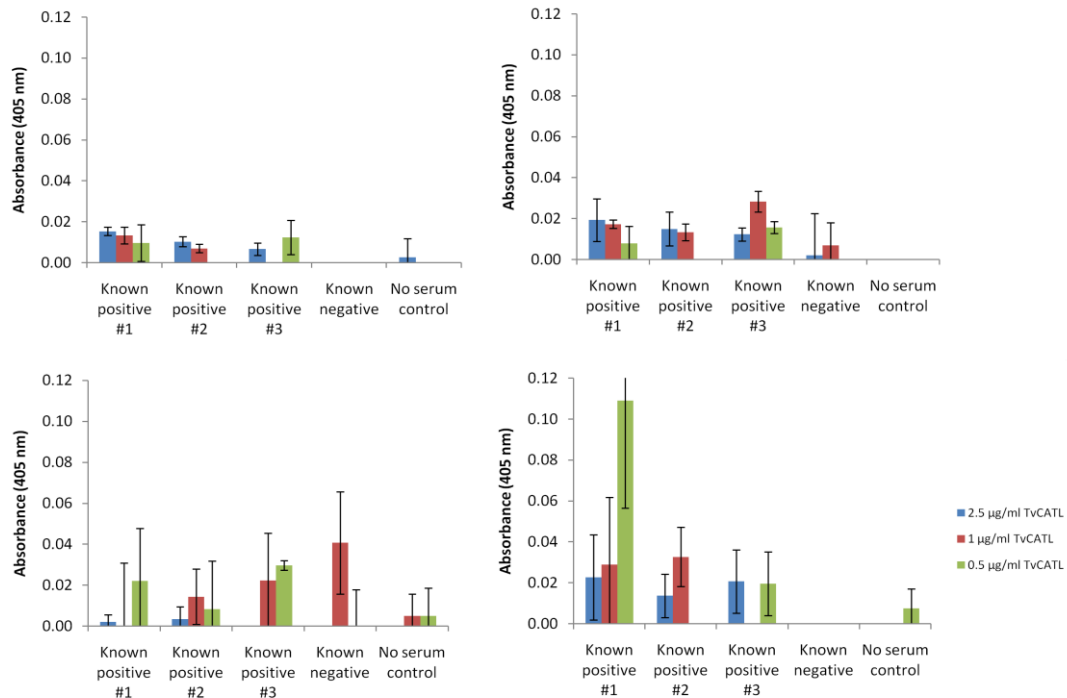 0.12
0.10
0.08
0.06
0.04
0.02
0.00
Absorbance (405 nm)
Known positive #1
Known positive #2
Known positive #3
Known negative
No serum control
0.12
0.10
0.08
0.06
0.04
0.02
0.00
Absorbance (405 nm)
Known positive #1
Known positive #2
Known positive #3
Known negative
No serum control
0.12
0.10
0.08
0.06
0.04
0.02
0.00
Absorbance (405 nm)
Known positive #1
Known positive #2
Known positive #3
Known negative
No serum control
0.12
0.10
0.08
0.06
0.04
0.02
0.00
Absorbance (405 nm)
Known positive #1
Known positive #2
Known positive #3
Known negative
No serum control
2.5 µg/ml TvCATL
1 µg/ml TvCATL
0.5 µg/ml TvCATL